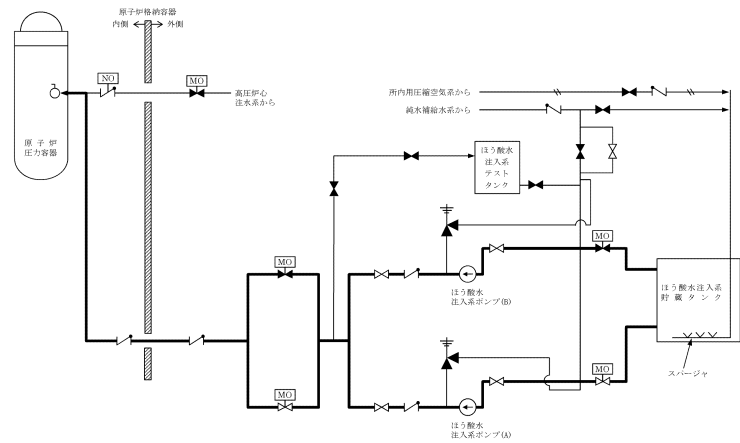 原子炉格納容器
内側
外側
NO
MO
高圧炉心
注水系から
所内用圧縮空気系から
純水補給水系から
原子炉
圧力容器
ほう酸水
注入系
テスト
タンク
MO
MO
ほう酸水
注入系ポンプ(B)
ほう酸水注入系
貯蔵タンク
スパージャ
MO
MO
ほう酸水
注入系ポンプ(A)